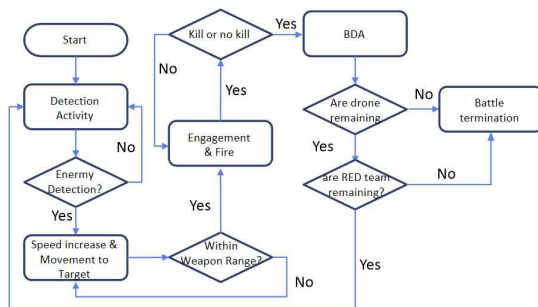 Start
Detection
Activity
No
Enermy
Detection?
Yes
Speed increase &
Movement to
Target
Within
Weapon Range?
No
Yes
Engagement
& Fire
Yes
No
Kill or no kill
Yes
BDA
Are drone
remaining
No
Battle
termination
Yes
are RED team
remaining?
No
Yes